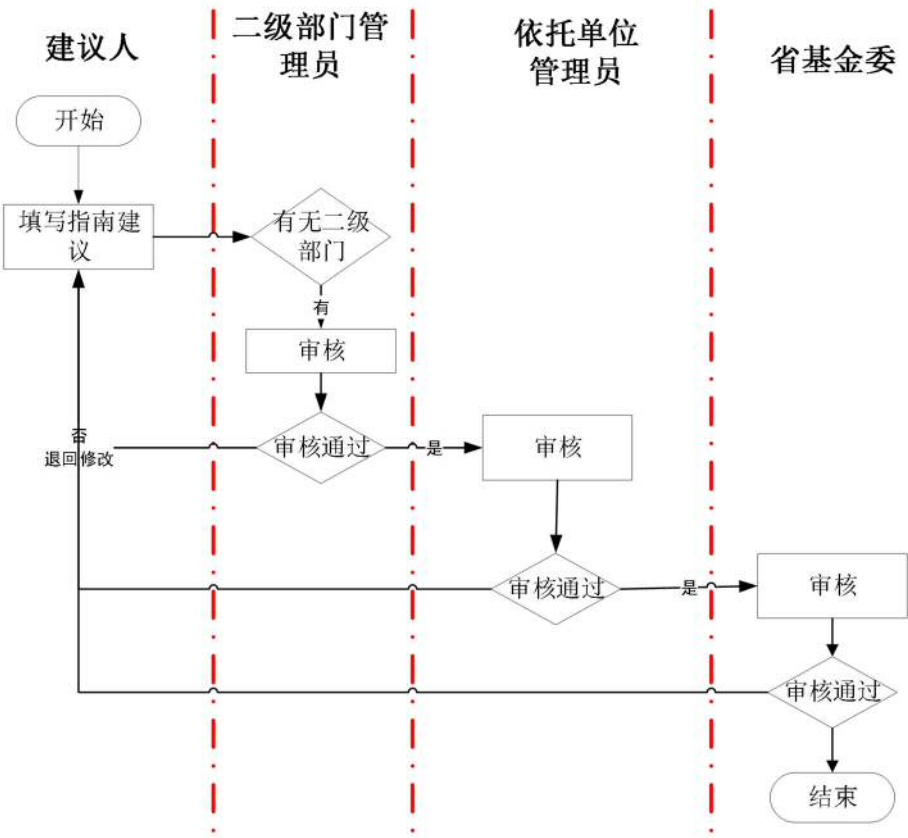 建议人
二级部门管
理员
依托单位
管理员
省基金委
开始
填写指南建
议
有无二级
部门
有
审核
审核通过
否
退回修改
是
审核
审核通过
是
审核
审核通过
结束